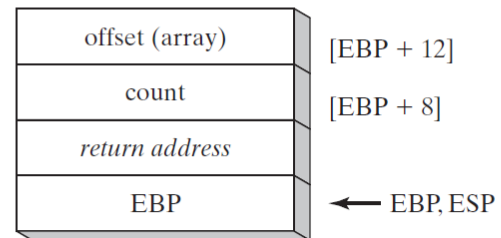 offset (array)
[EBP + 12]
count
[EBP + 8]
return address
EBP
EBP, ESP